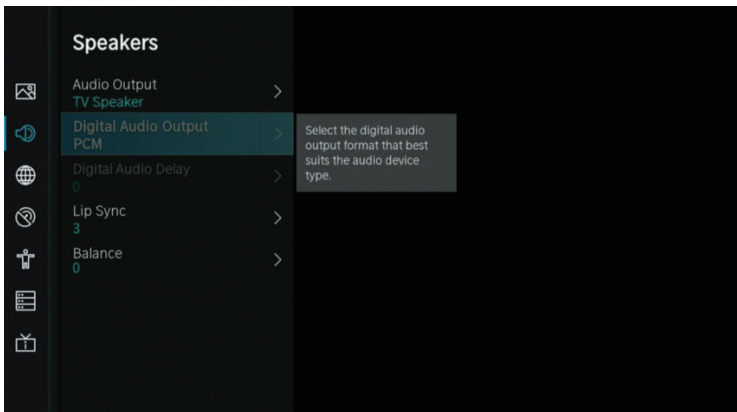 Speakers
Audio Output
TV Speaker
Digital Audio Output
PCM
Select the digital audio
output format that best
suits the audio device
type.
Digital Audio Delay
0
Lip Sync
3
Balance
0